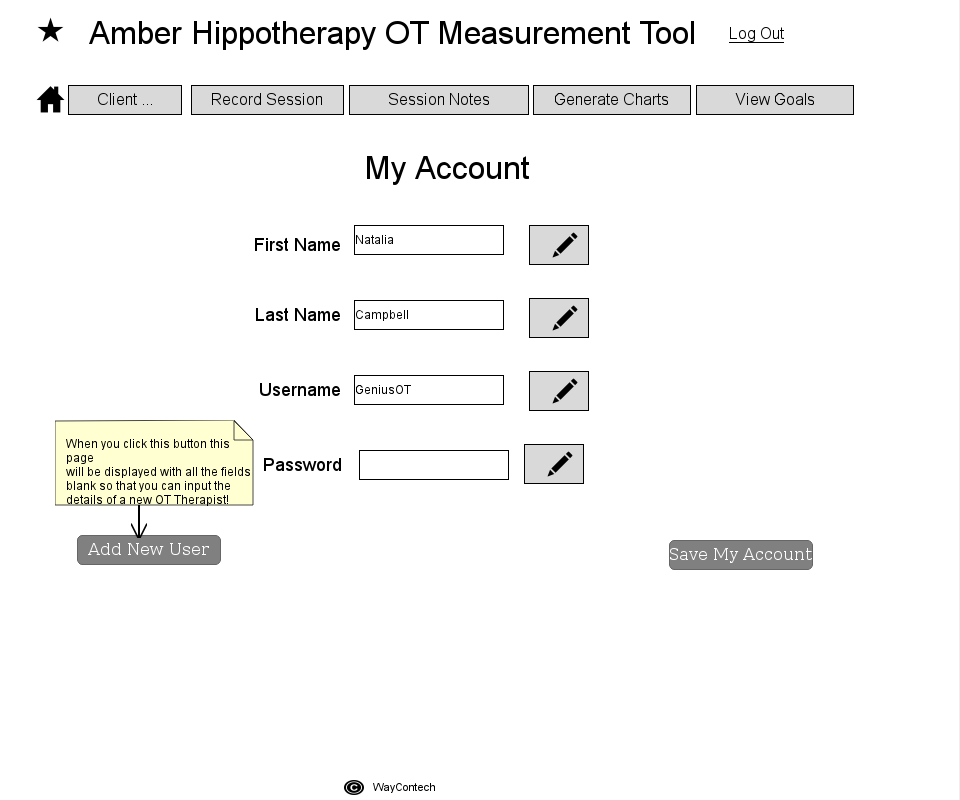 Amber Hippotherapy OT Measurement Tool
Log Out
Client ...
Record Session
Session Notes
Generate Charts
View Goals
My Account
First Name
Natalia
Last Name
Campbell
Username
GeniusOT
When you click this button this
page
will be displayed with all the fields
blank so that you can input the
details of a new OT Therapist!
Password
Add New User
Save My Account
© WayContech